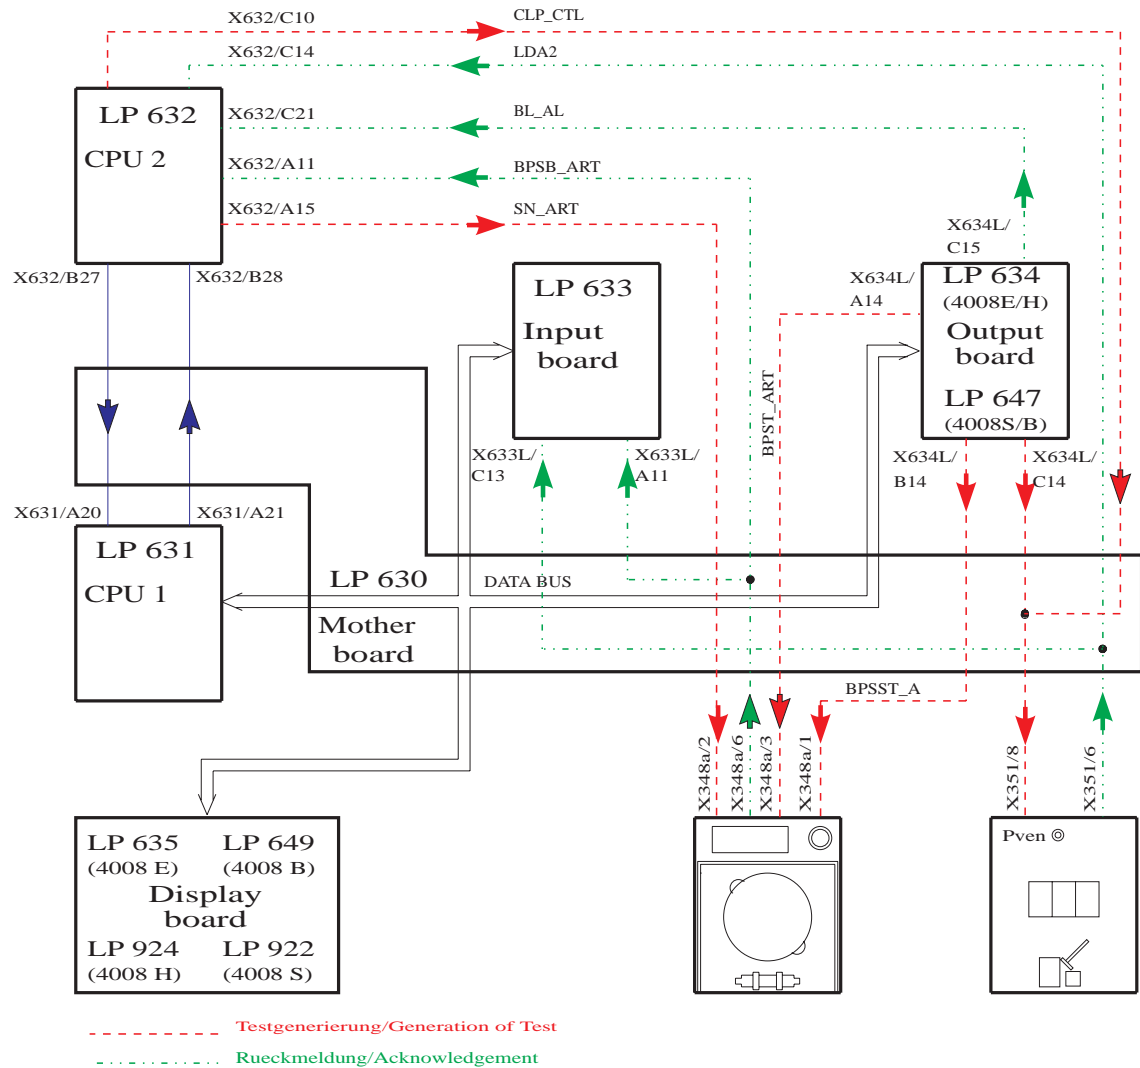 X632/C10
CLP_CTL
X632/C14
LDA2
LP 632
X632/C21
BL_AL
CPU 2
X632/A11
BPSB_ART
X632/A15
SN_ART
X634L/
C15
X632/B27
X632/B28
X634L/
A14
LP 633
Input
board
LP 634
(4008E/H)
Output
board
LP 647
(4008S/B)
BPST_ART
X633L/
C13
X633L/
A11
X634L/
B14
X634L/
C14
X631/A20
X631/A21
LP 631
CPU 1
LP 630
DATA BUS
Mother
board
BPSST_A
X348a/2
X348a/6
X348a/3
X348a/1
X351/8
X351/6
LP 635
(4008 E)
LP 649
(4008 B)
Display
board
LP 924
(4008 H)
LP 922
(4008 S)
Pven
Testgenerierung/Generation of Test
Rueckmeldung/Acknowledgement